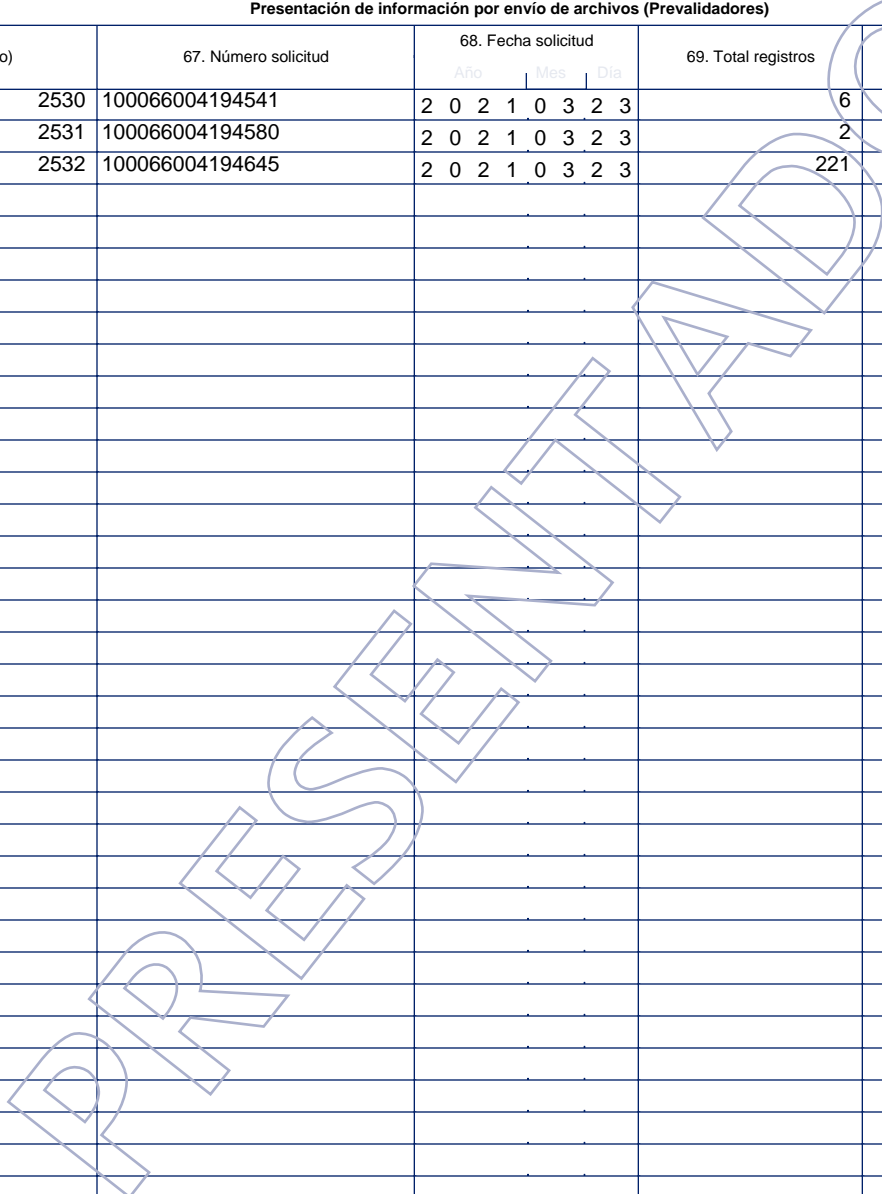 Presentación de información por envío de archivos (Prevalidadores)
o) 67. Número solicitud 68. Fecha solicitud 69. Total registros
Año Mes Día
2530 100066004194541 2 0 2 1 0 3 2 3 6
2531 100066004194580 2 0 2 1 0 3 2 3 2
2532 100066004194645 2 0 2 1 0 3 2 3 221
PRESENTADO